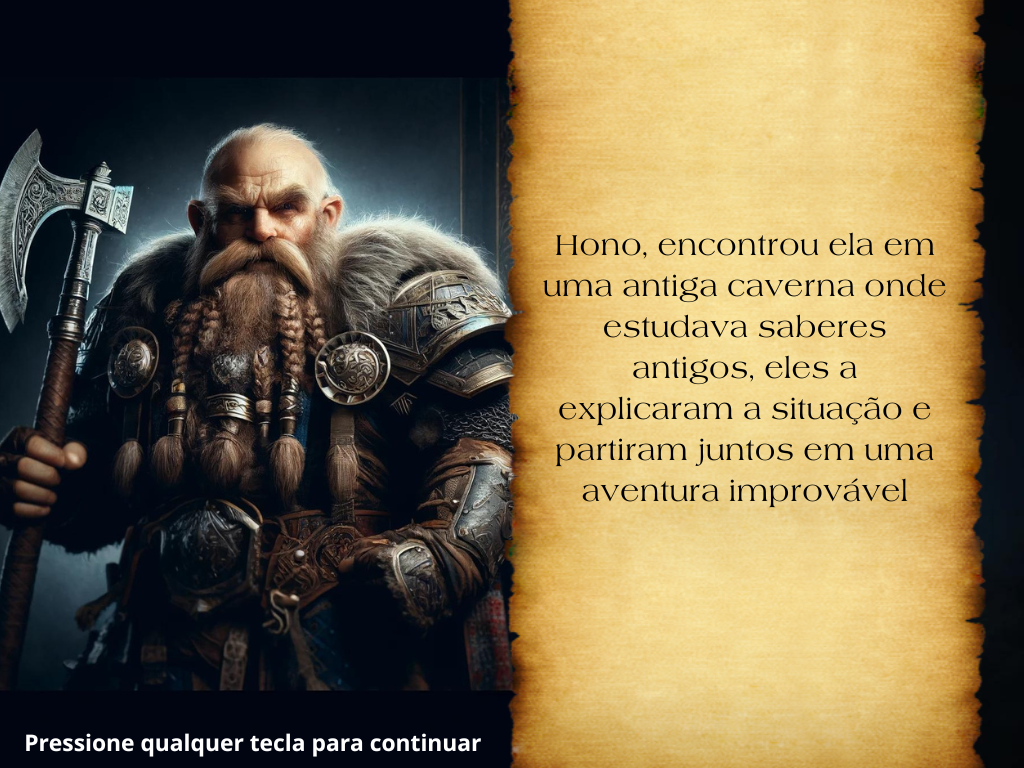 Hono, encontrou ela em
uma antiga caverna onde
estudava saberes
antigos, eles a
explicaram a situação e
partiram juntos em uma
aventura improvável
Pressione qualquer tecla para continuar